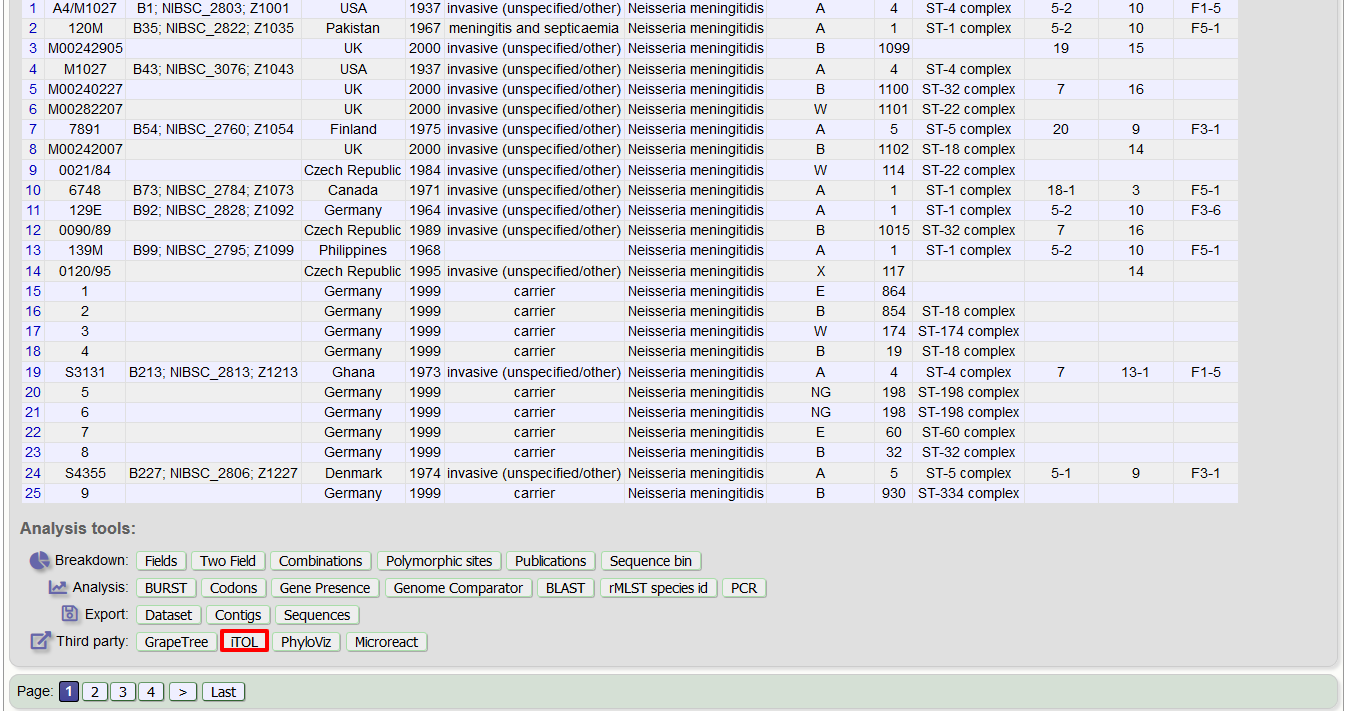 1 A4/M1027 B1; NIBSC_2803; Z1001 USA 1937 invasive (unspecified/other) Neisseria meningitidis A 4 ST-4 complex 5-2 10 F1-5
2 120M B35; NIBSC_2822; Z1035 Pakistan 1967 meningitis and septicaemia Neisseria meningitidis A 1 ST-1 complex 5-2 10 F5-1
3 M00242905 UK 2000 invasive (unspecified/other) Neisseria meningitidis B 1099 19 15
4 M1027 B43; NIBSC_3076; Z1043 USA 1937 invasive (unspecified/other) Neisseria meningitidis A 4 ST-4 complex
5 M00240227 UK 2000 invasive (unspecified/other) Neisseria meningitidis B 1100 ST-32 complex 7 16
6 M00282207 UK 2000 invasive (unspecified/other) Neisseria meningitidis W 1101 ST-22 complex
7 7891 B54; NIBSC_2760; Z1054 Finland 1975 invasive (unspecified/other) Neisseria meningitidis A 5 ST-5 complex 20 9 F3-1
8 M00242007 UK 2000 invasive (unspecified/other) Neisseria meningitidis B 1102 ST-18 complex 14
9 0021/84 Czech Republic 1984 invasive (unspecified/other) Neisseria meningitidis W 114 ST-22 complex
10 6748 B73; NIBSC_2784; Z1073 Canada 1971 invasive (unspecified/other) Neisseria meningitidis A 1 ST-1 complex 18-1 3 F5-1
11 129E B92; NIBSC_2828; Z1092 Germany 1964 invasive (unspecified/other) Neisseria meningitidis A 1 ST-1 complex 5-2 10 F3-6
12 0090/89 Czech Republic 1989 invasive (unspecified/other) Neisseria meningitidis B 1015 ST-32 complex 7 16
13 139M B99; NIBSC_2795; Z1099 Philippines 1968 Neisseria meningitidis A 1 ST-1 complex 5-2 10 F5-1
14 0120/95 Czech Republic 1995 invasive (unspecified/other) Neisseria meningitidis X 117 14
15 1 Germany 1999 carrier Neisseria meningitidis E 864
16 2 Germany 1999 carrier Neisseria meningitidis B 854 ST-18 complex
17 3 Germany 1999 carrier Neisseria meningitidis W 174 ST-174 complex
18 4 Germany 1999 carrier Neisseria meningitidis B 19 ST-18 complex
19 S3131 B213; NIBSC_2813; Z1213 Ghana 1973 invasive (unspecified/other) Neisseria meningitidis A 4 ST-4 complex 7 13-1 F1-5
20 5 Germany 1999 carrier Neisseria meningitidis NG 198 ST-198 complex
21 6 Germany 1999 carrier Neisseria meningitidis NG 198 ST-198 complex
22 7 Germany 1999 carrier Neisseria meningitidis E 60 ST-60 complex
23 8 Germany 1999 carrier Neisseria meningitidis B 32 ST-32 complex
24 S4355 B227; NIBSC_2806; Z1227 Denmark 1974 invasive (unspecified/other) Neisseria meningitidis A 5 ST-5 complex 5-1 9 F3-1
25 9 Germany 1999 carrier Neisseria meningitidis B 930 ST-334 complex
Analysis tools:
Breakdown: Fields Two Field Combinations Polymorphic sites Publications Sequence bin
Analysis: BURST Codons Gene Presence Genome Comparator BLAST rMLST species id PCR
Export: Dataset Contigs Sequences
Third party: GrapeTree iTOL PhyloViz Microreact
Page: 1 2 3 4 > Last